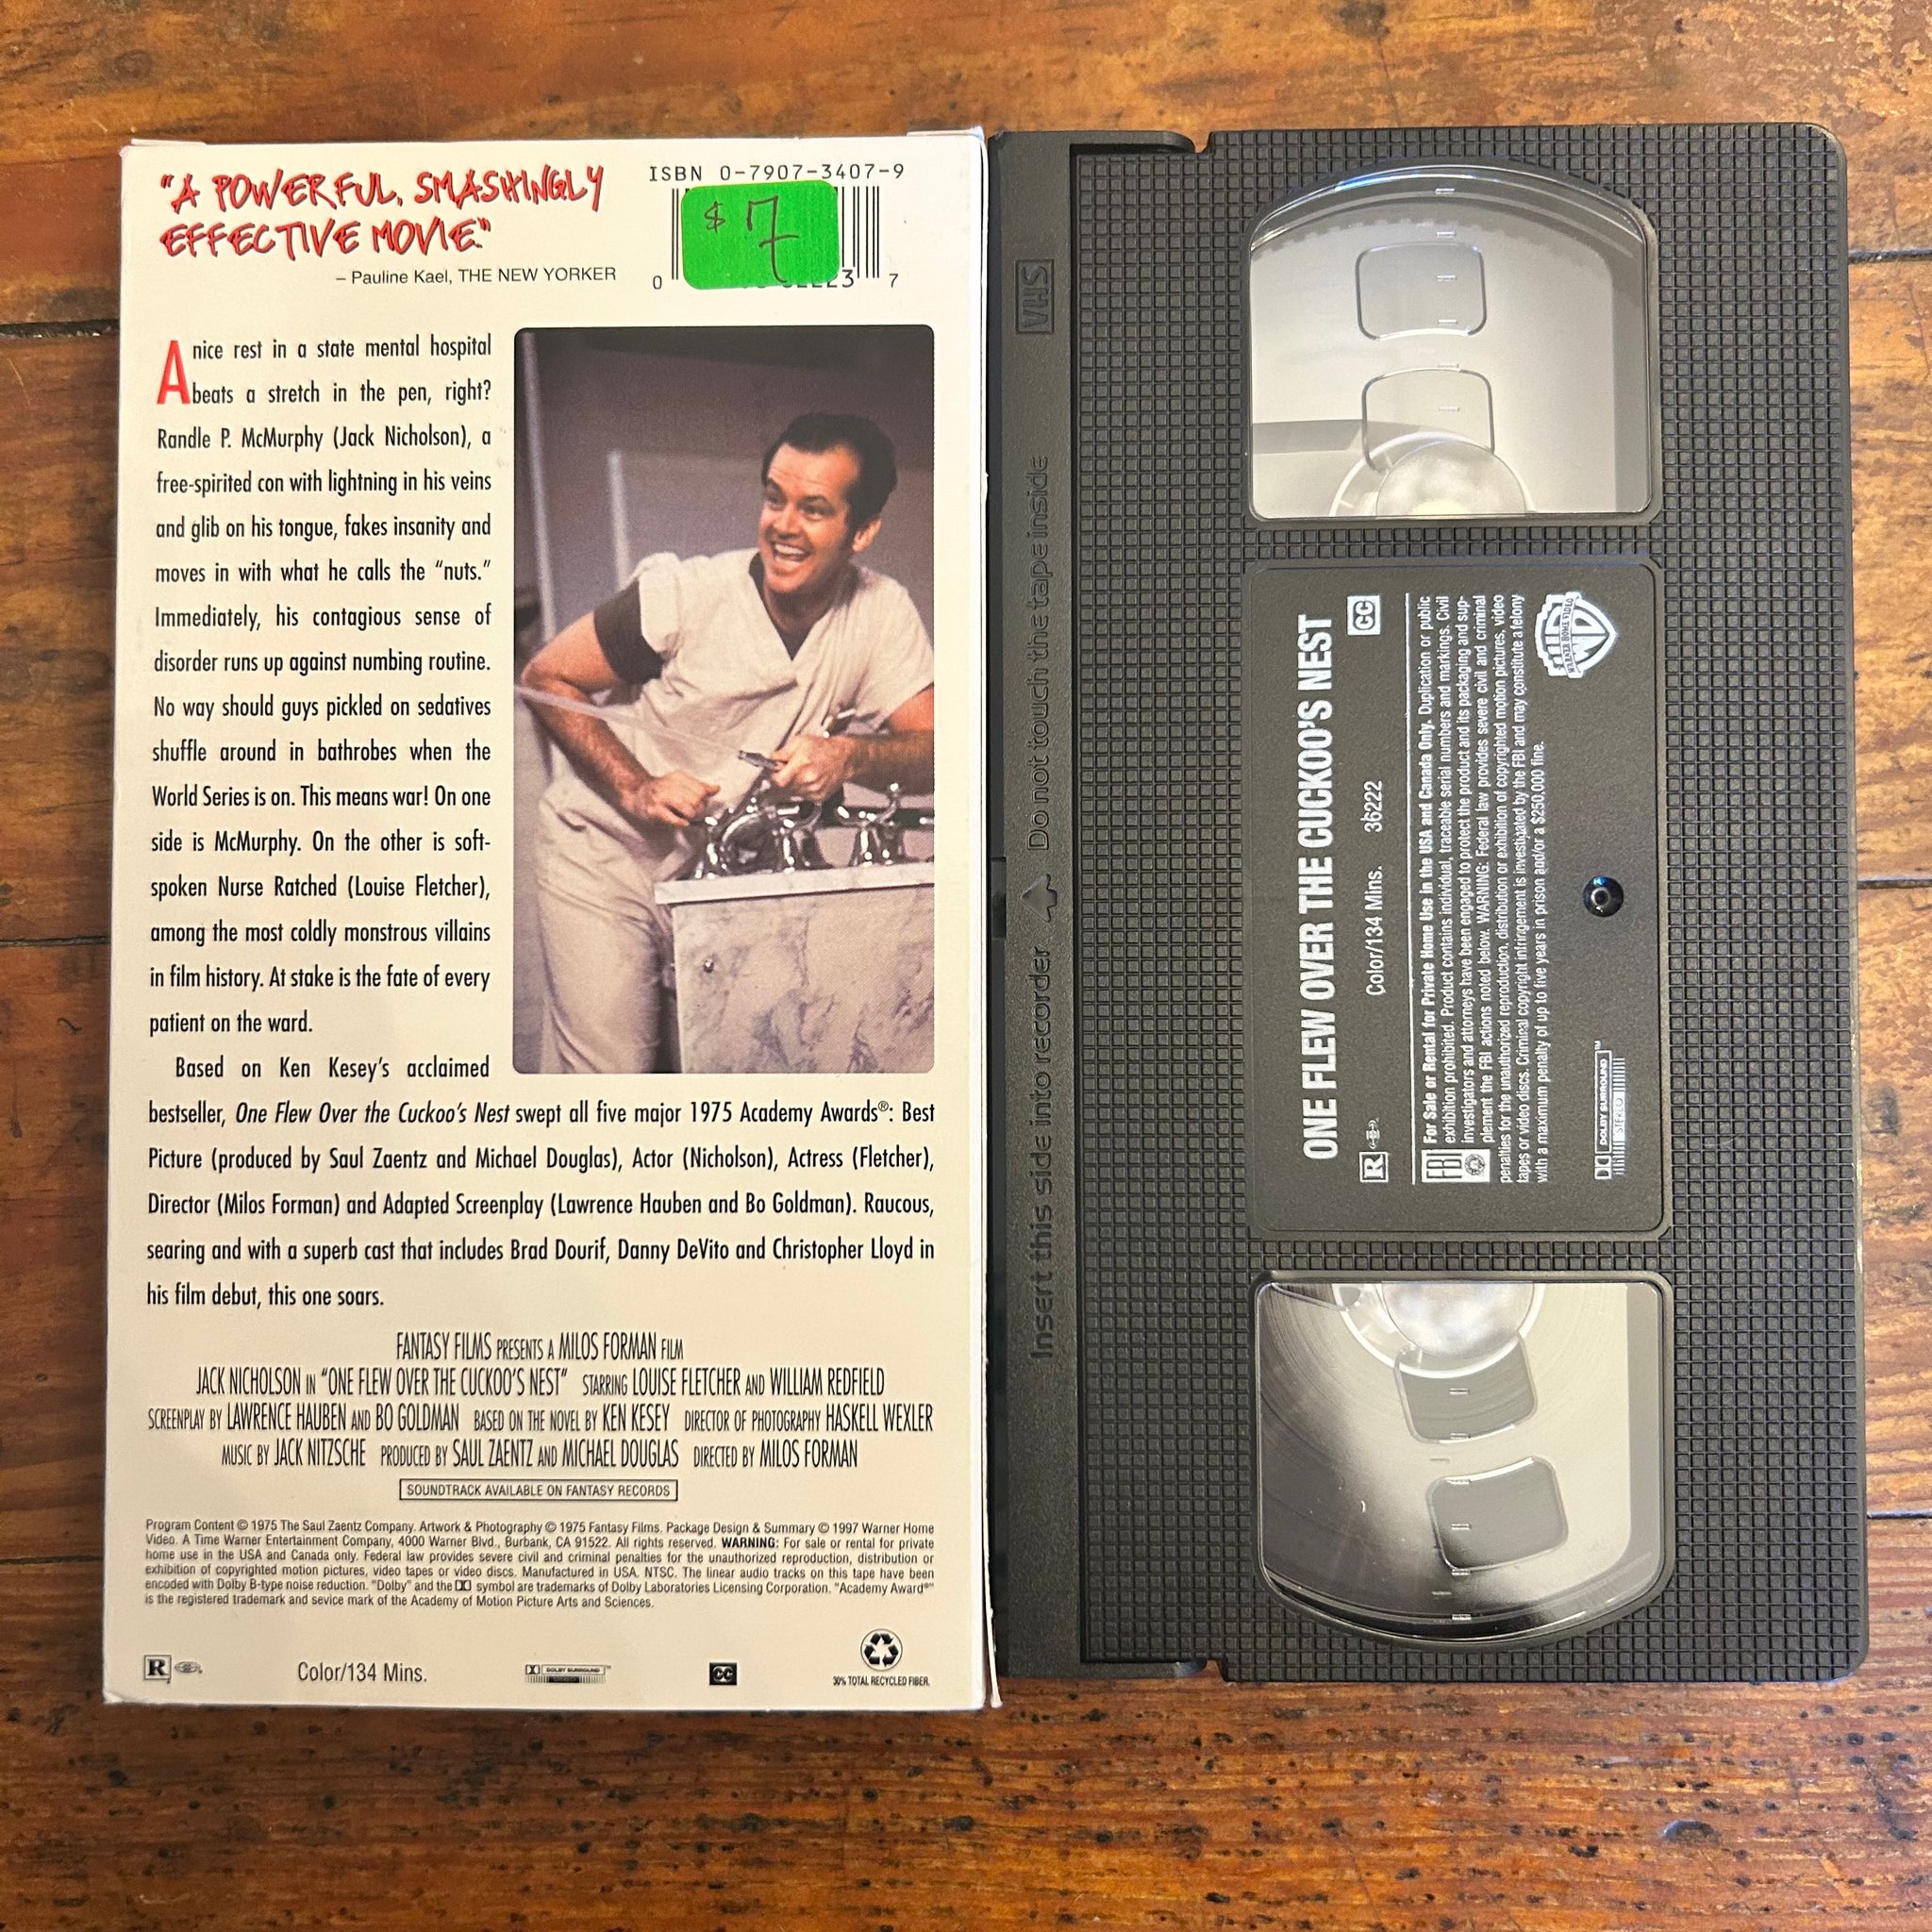 "A POWERFUL, SMASHINGLY
EFFECTIVE MOVIE."
– Pauline Kael, THE NEW YORKER
ISBN 0-7907-3407-9
$7
0 3 7
A nice rest in a state mental hospital
beats a stretch in the pen, right?
Randle P. McMurphy (Jack Nicholson), a
free-spirited con with lightning in his veins
and glib on his tongue, fakes insanity and
moves in with what he calls the “nuts.”
Immediately, his contagious sense of
disorder runs up against numbing routine.
No way should guys pickled on sedatives
shuffle around in bathrobes when the
World Series is on. This means war! On one
side is McMurphy. On the other is soft-
spoken Nurse Ratched (Louise Fletcher),
among the most coldly monstrous villains
in film history. At stake is the fate of every
patient on the ward.
Based on Ken Kesey’s acclaimed
bestseller, One Flew Over the Cuckoo’s Nest swept all five major 1975 Academy Awards®: Best
Picture (produced by Saul Zaentz and Michael Douglas), Actor (Nicholson), Actress (Fletcher),
Director (Milos Forman) and Adapted Screenplay (Lawrence Hauben and Bo Goldman). Raucous,
searing and with a superb cast that includes Brad Dourif, Danny DeVito and Christopher Lloyd in
his film debut, this one soars.
FANTASY FILMS PRESENTS A MILOS FORMAN FILM
JACK NICHOLSON IN “ONE FLEW OVER THE CUCKOO’S NEST” STARRING LOUISE FLETCHER AND WILLIAM REDFIELD
SCREENPLAY BY LAWRENCE HAUBEN AND BO GOLDMAN BASED ON THE NOVEL BY KEN KESEY DIRECTOR OF PHOTOGRAPHY HASKELL WEXLER
MUSIC BY JACK NITZSCHE PRODUCED BY SAUL ZAENTZ AND MICHAEL DOUGLAS DIRECTED BY MILOS FORMAN
SOUNDTRACK AVAILABLE ON FANTASY RECORDS
Program Content © 1975 The Saul Zaentz Company. Artwork & Photography © 1975 Fantasy Films. Package Design & Summary © 1997 Warner Home
Video. A Time Warner Entertainment Company, 4000 Warner Blvd., Burbank, CA 91522. All rights reserved. WARNING: For sale or rental for private
home use in the USA and Canada only. Federal law provides severe civil and criminal penalties for the unauthorized reproduction, distribution or
exhibition of copyrighted motion pictures, video tapes or video discs. Manufactured in USA. NTSC. The linear audio tracks on this tape have been
encoded with Dolby B-type noise reduction. "Dolby" and the symbol are trademarks of Dolby Laboratories Licensing Corporation. "Academy Award®"
is the registered trademark and sevice mark of the Academy of Motion Picture Arts and Sciences.
R Color/134 Mins. DOLBY SURROUND CC
30% TOTAL RECYCLED FIBER.
VHS
Insert this side into recorder Do not touch the tape inside
ONE FLEW OVER THE CUCKOO’S NEST
R Color/134 Mins. 36222 CC
FBI
For Sale or Rental for Private Home Use in the USA and Canada Only. Duplication or public
exhibition prohibited. Product contains individual, traceable serial numbers and markings. Civil
investigators and attorneys have been engaged to protect the product and its packaging and sup-
plement the FBI actions noted below. WARNING: Federal law provides severe civil and criminal
penalties for the unauthorized reproduction, distribution or exhibition of copyrighted motion pictures, video
tapes or video discs. Criminal copyright infringement is investigated by the FBI and may constitute a felony
with a maximum penalty of up to five years in prison and/or a $250,000 fine.
DOLBY SURROUND™
STEREO
WARNER HOME VIDEO